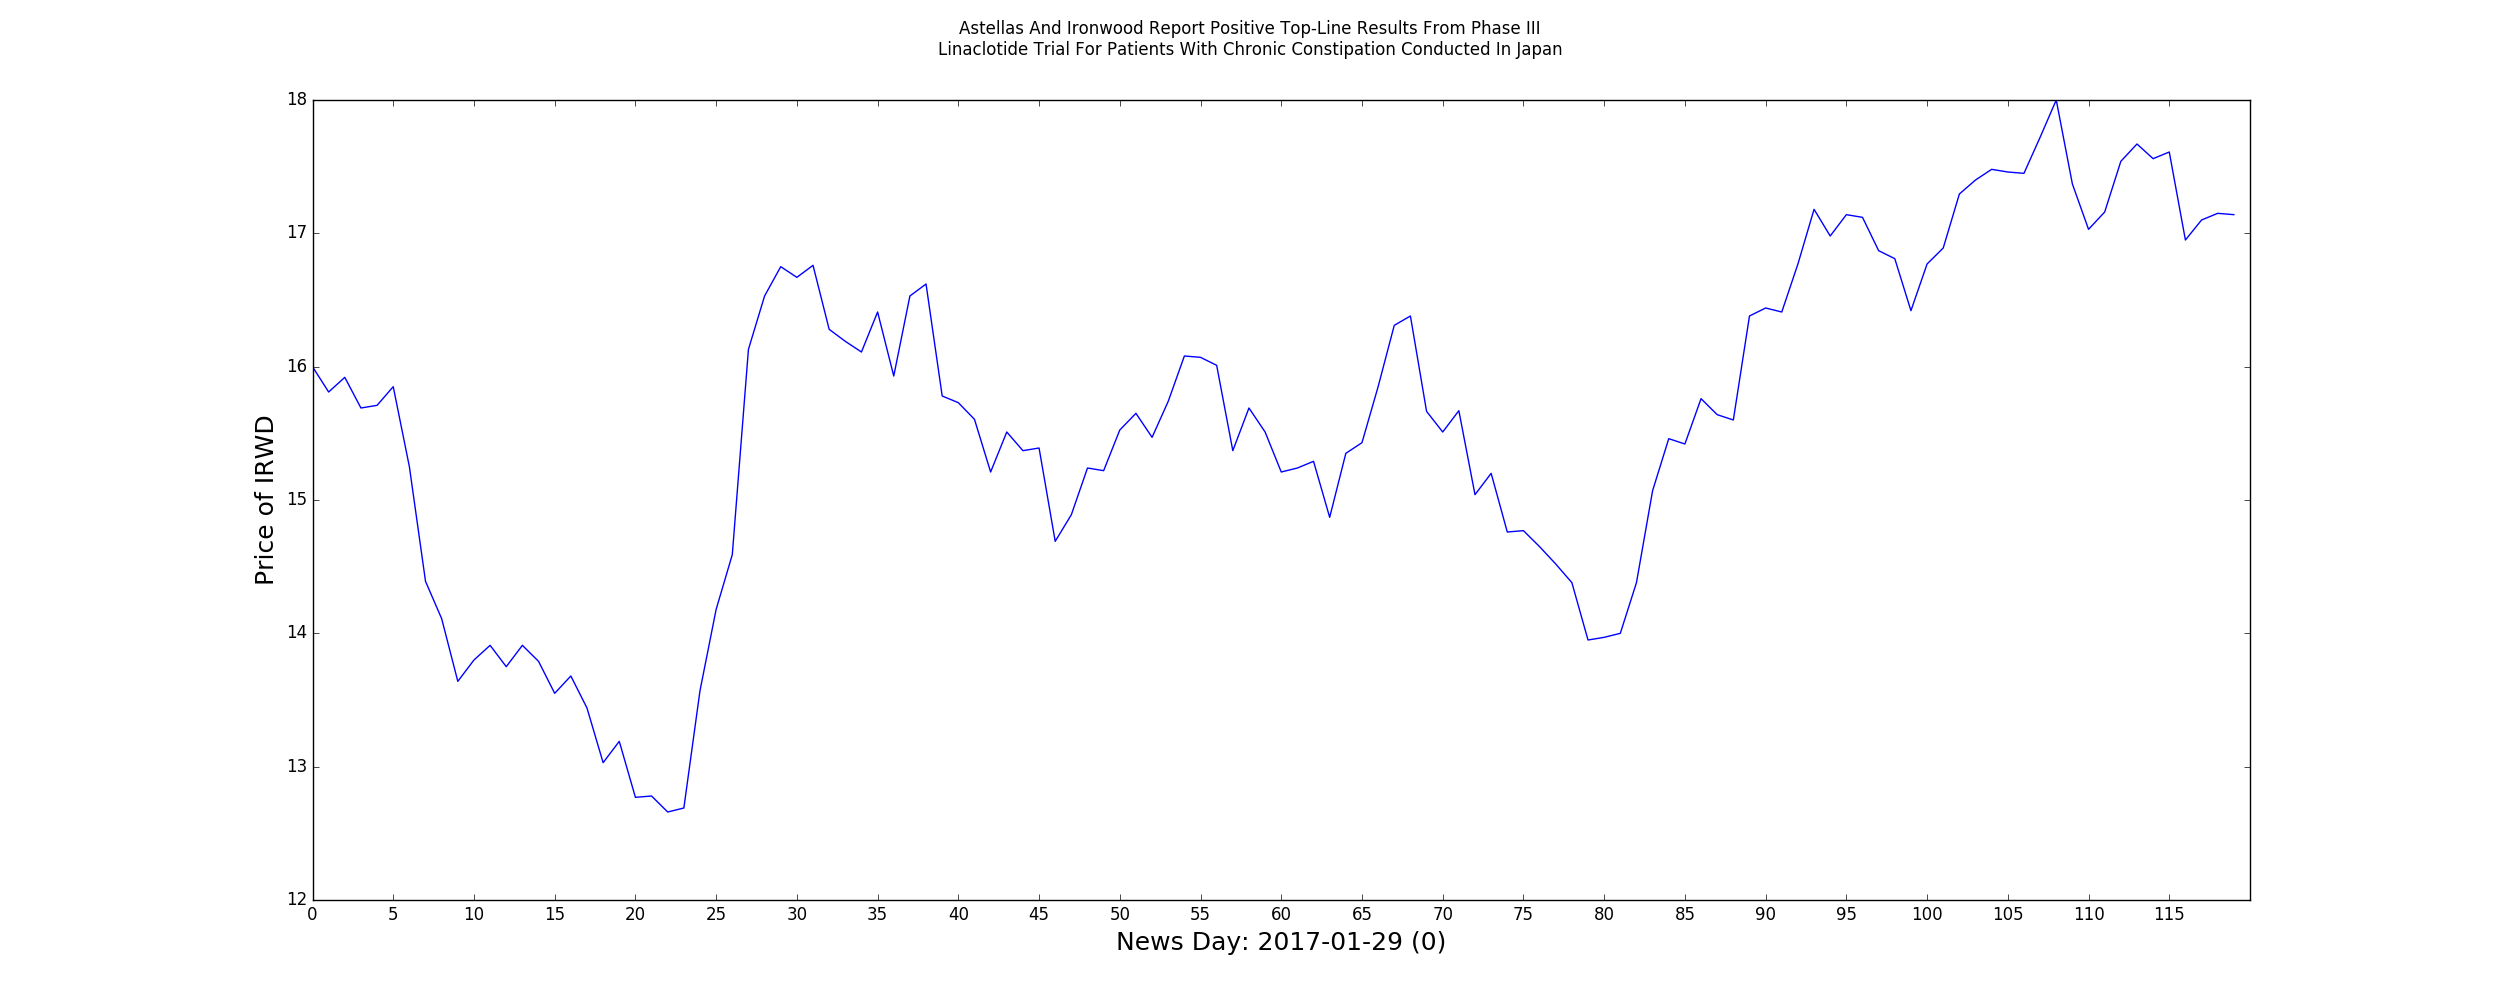 Astellas And Ironwood Report Positive Top-Line Results From Phase III
Linaclotide Trial For Patients With Chronic Constipation Conducted In Japan
18
17
16
15
14
13
12
Price of IRWD
0 5 10 15 20 25 30 35 40 45 50 55 60 65 70 75 80 85 90 95 100 105 110 115
News Day: 2017-01-29 (0)